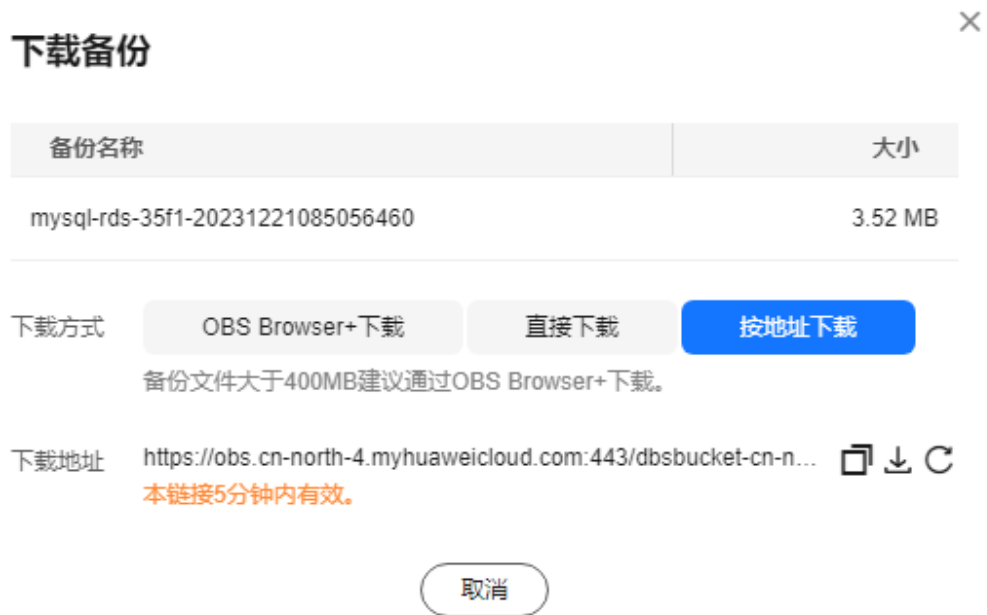 下载备份
备份名称 大小
mysql-rds-35f1-20231221085056460 3.52 MB
下载方式 OBS Browser+下载 直接下载 按地址下载
备份文件大于400MB建议通过OBS Browser+下载。
下载地址 https://obs.cn-north-4.myhuaweicloud.com:443/dbsbucket-cn-n...
本链接5分钟内有效。
取消